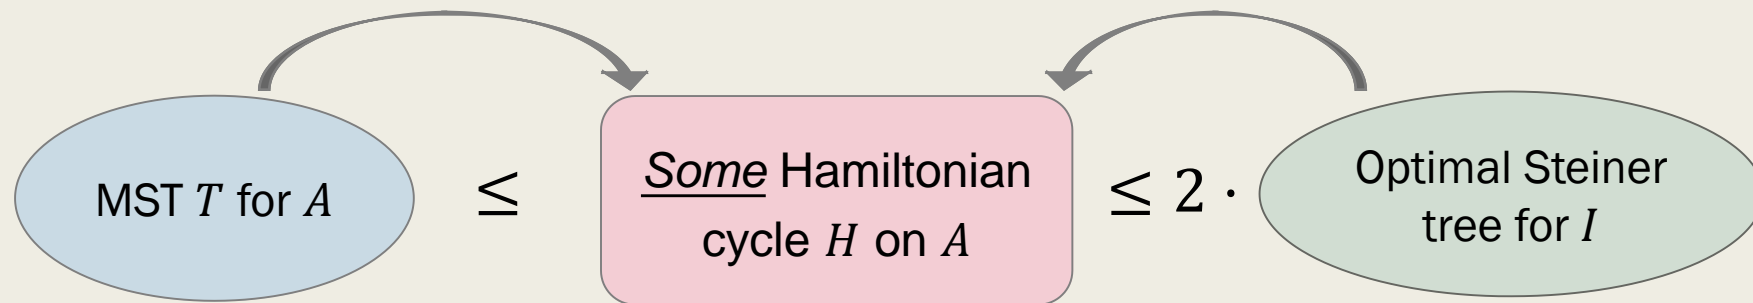 MST T for A
≤
Some Hamiltonian
cycle H on A
≤ 2 ·
Optimal Steiner
tree for I